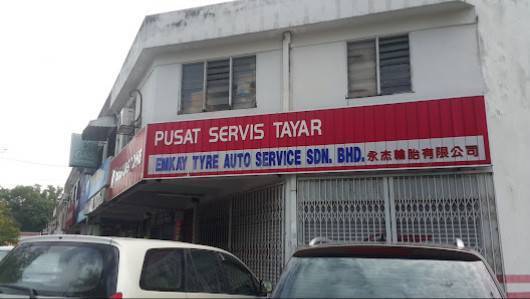 PUSAT SERVIS TAYAR
EMKAY TYRE AUTO SERVICE SDN. BHD. 永杰輪胎有限公司